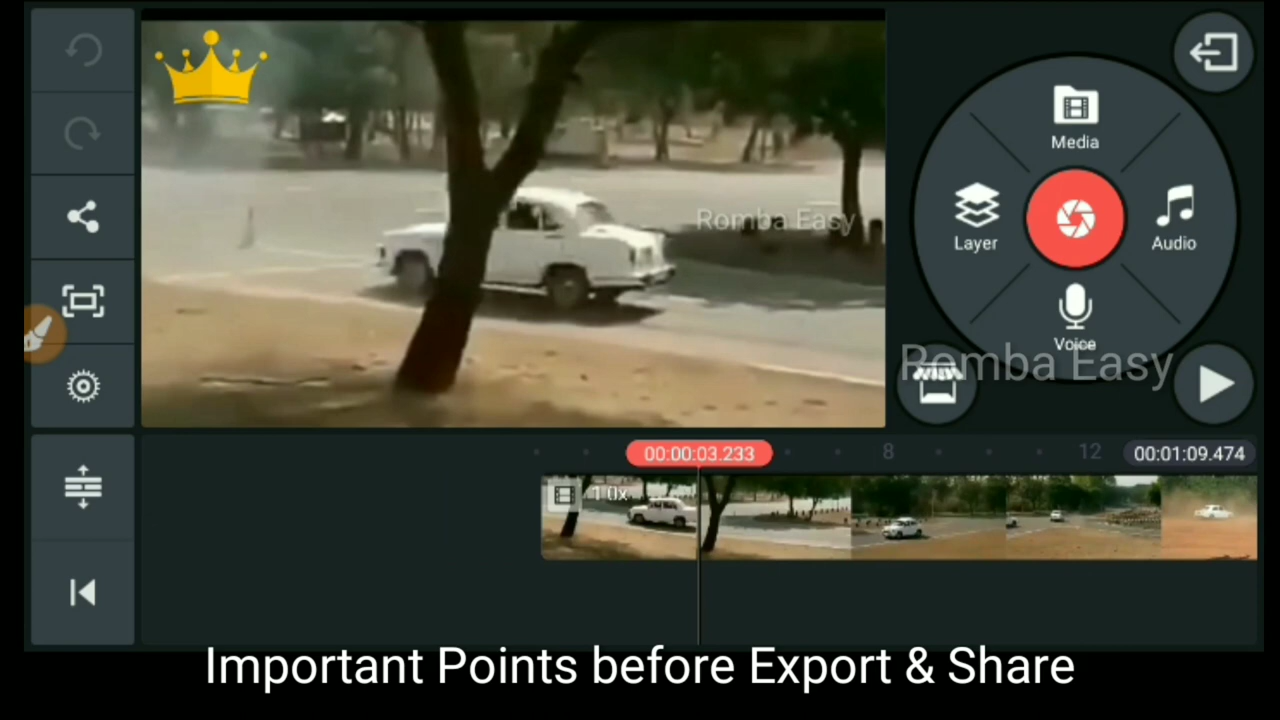 Media
Romba Easy
Layer
Audio
Voice
Romba Easy
00:00:03.233
8
12
00:01:09.474
1.0x
Important Points before Export & Share